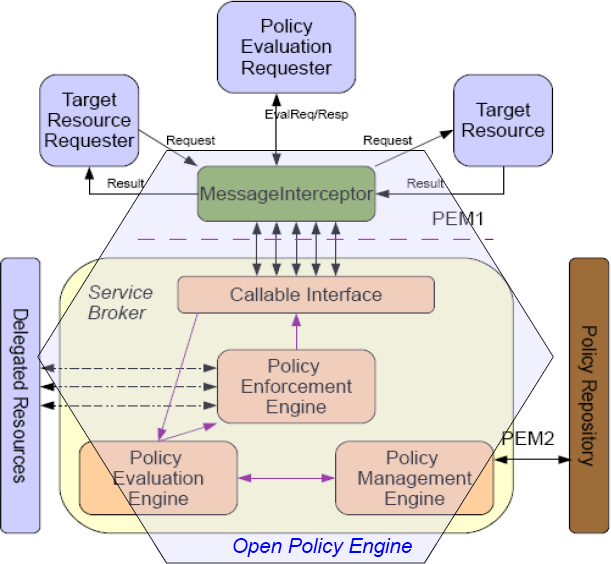 Policy
Evaluation
Requester
Target
Resource
Requester
Target
Resource
EvalReq/Resp
Request
Request
Result
Result
MessageInterceptor
PEM1
Service
Broker
Callable Interface
Delegated Resources
Policy
Enforcement
Engine
Policy Repository
PEM2
Policy
Evaluation
Engine
Policy
Management
Engine
Open Policy Engine